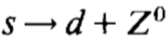 s → d + Z⁰